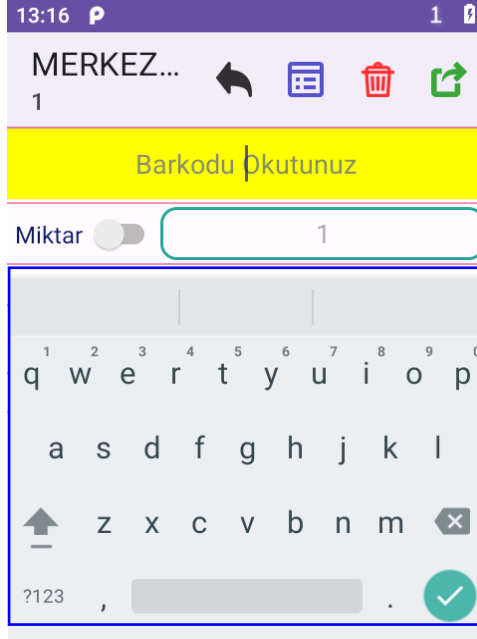 13:16 P 1
MERKEZ...
1
Barkodu Okutunuz
Miktar 1
1 2 3 4 5 6 7 8 9 0
q w e r t y u i o p
a s d f g h j k l
z x c v b n m
?123 , .